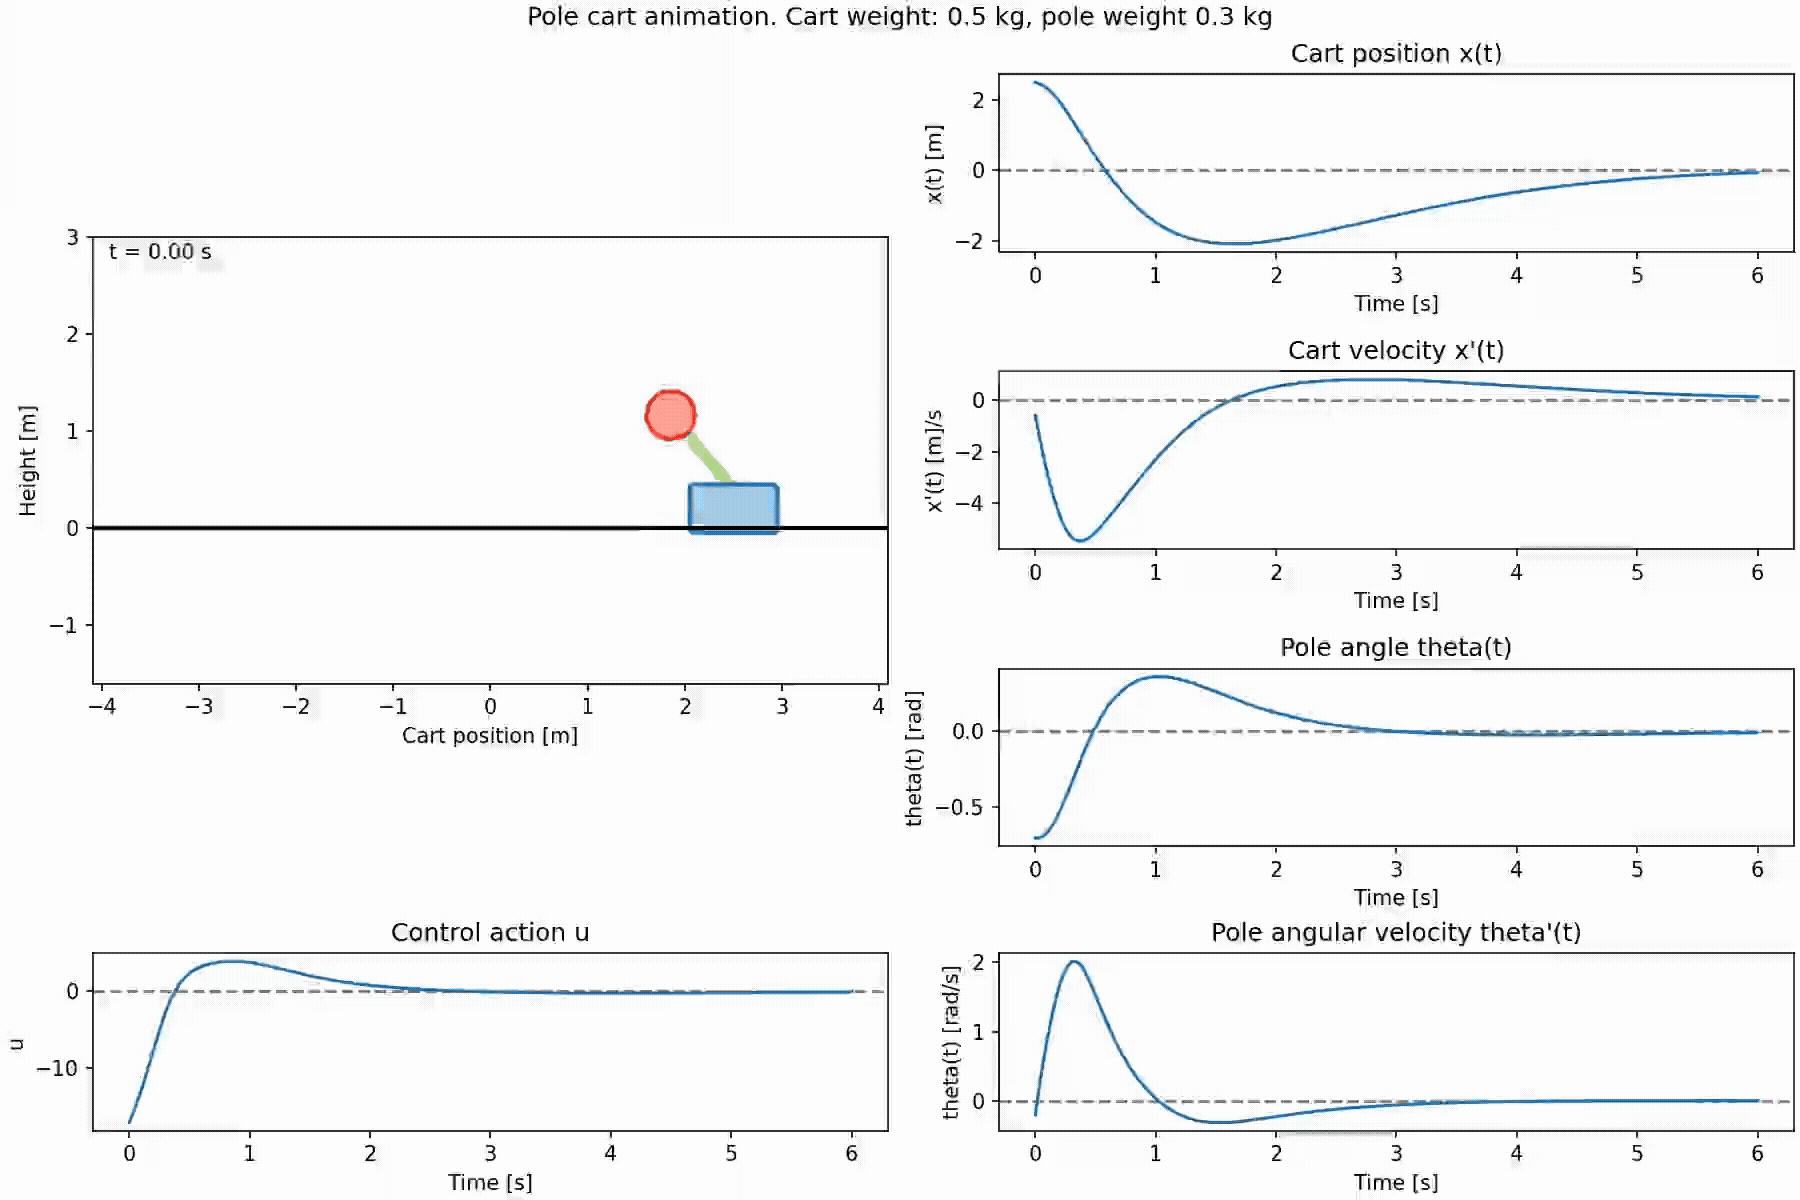 Pole cart animation. Cart weight: 0.5 kg, pole weight 0.3 kg
t = 0.00 s
3
2
1
0
−1
Height [m]
−4 −3 −2 −1 0 1 2 3 4
Cart position [m]
Control action u
0
−10
u
0 1 2 3 4 5 6
Time [s]
Cart position x(t)
2
0
−2
x(t) [m]
0 1 2 3 4 5 6
Time [s]
Cart velocity x'(t)
0
−2
−4
x'(t) [m]/s
0 1 2 3 4 5 6
Time [s]
Pole angle theta(t)
0.0
−0.5
theta(t) [rad]
0 1 2 3 4 5 6
Time [s]
Pole angular velocity theta'(t)
2
1
0
theta(t) [rad/s]
0 1 2 3 4 5 6
Time [s]